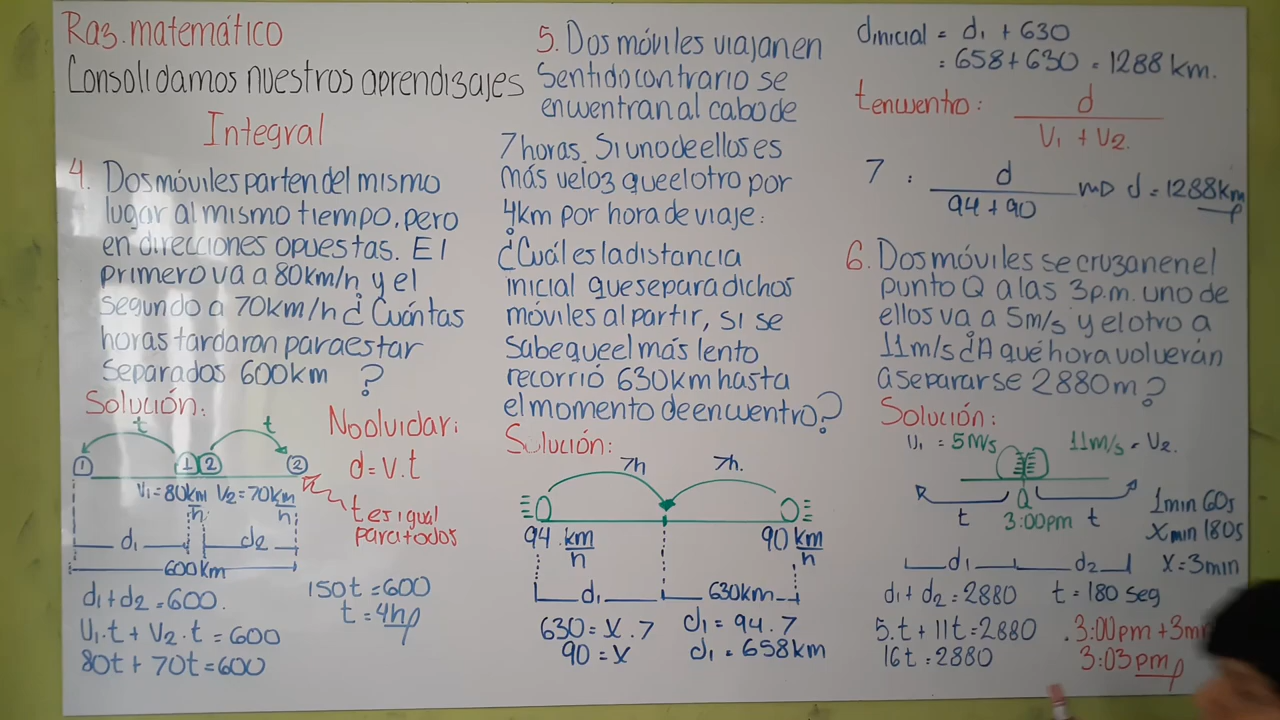 Raz. matemático
Consolidamos nuestros aprendizajes
Integral
4. Dos móviles parten del mismo
lugar al mismo tiempo, pero
en direcciones opuestas. El
primero va a 80km/h y el
segundo a 70km/h ¿Cuántas
horas tardaron para estar
separados 600km ?
Solución:
t t
1 1 2 2
V1=80km/h V2=70km/h
d1 d2
600km
d1+d2=600.
V1.t + V2.t = 600
80t + 70t=600
No olvidar:
d=v.t
t es igual
para todos
150t=600
t=4h
5. Dos móviles viajan en
sentido contrario se
encuentran al cabo de
7horas. Si uno de ellos es
más veloz que el otro por
4km por hora de viaje:
¿Cuál es la distancia
inicial que separa dichos
móviles al partir, si se
sabe que el más lento
recorrió 630km hasta
el momento de encuentro?
Solución:
7h 7h.
94 km/h 90 km/h
d1 630km
630=x.7
90=x
d1=94.7
d1=658km
dinicial = d1 + 630
= 658+630 = 1288 km.
tencuentro: d
V1 + V2.
7 : d
94+90
d=1288km
6. Dos móviles se cruzan en el
punto Q a las 3p.m. uno de
ellos va a 5m/s y el otro a
11m/s ¿A qué hora volverán
a separarse 2880m?
Solución:
V1 = 5m/s 11m/s = V2.
Q
t 3:00pm t
1min 60s
x min 180s
x=3min
d1 d2
d1+d2=2880
5.t+11t=2880
16t=2880
t=180 seg
3:00pm+3m
3:03pm